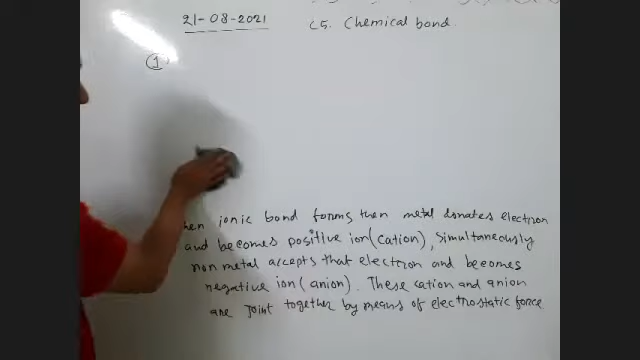 21-08-2021
C5. Chemical bond.
1
hen ionic bond forms then metal donates electron
and becomes positive ion (cation), simultaneously
non metal accepts that electron and becomes
negative ion (anion). These cation and anion
are joint together by means of electrostatic force